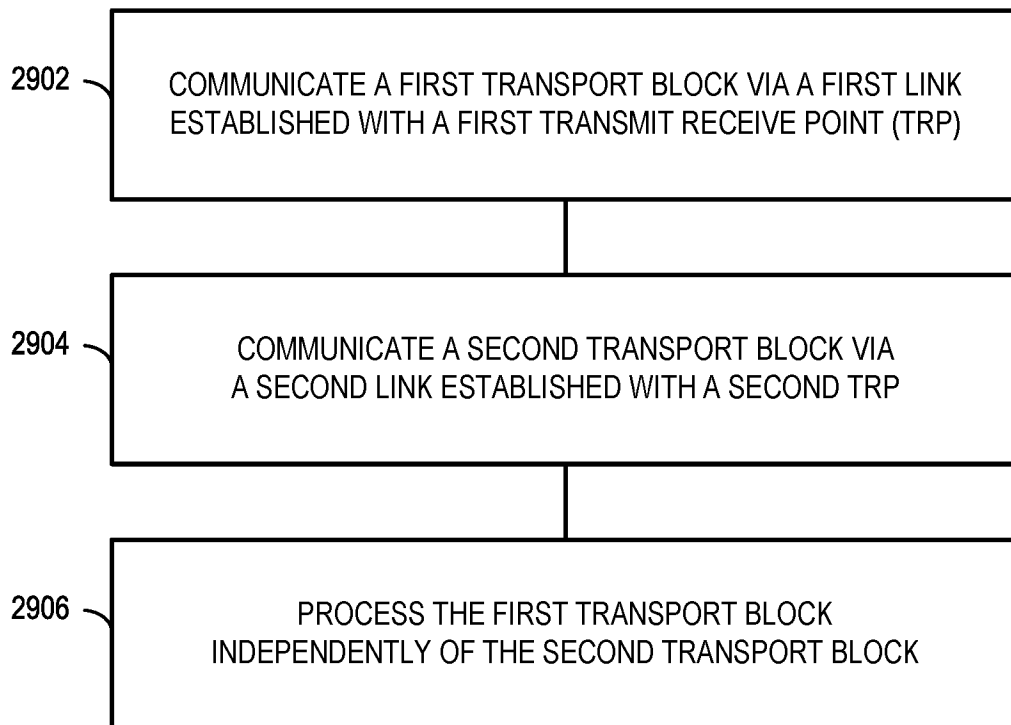 2902
COMMUNICATE A FIRST TRANSPORT BLOCK VIA A FIRST LINK
ESTABLISHED WITH A FIRST TRANSMIT RECEIVE POINT (TRP)
2904
COMMUNICATE A SECOND TRANSPORT BLOCK VIA
A SECOND LINK ESTABLISHED WITH A SECOND TRP
2906
PROCESS THE FIRST TRANSPORT BLOCK
INDEPENDENTLY OF THE SECOND TRANSPORT BLOCK